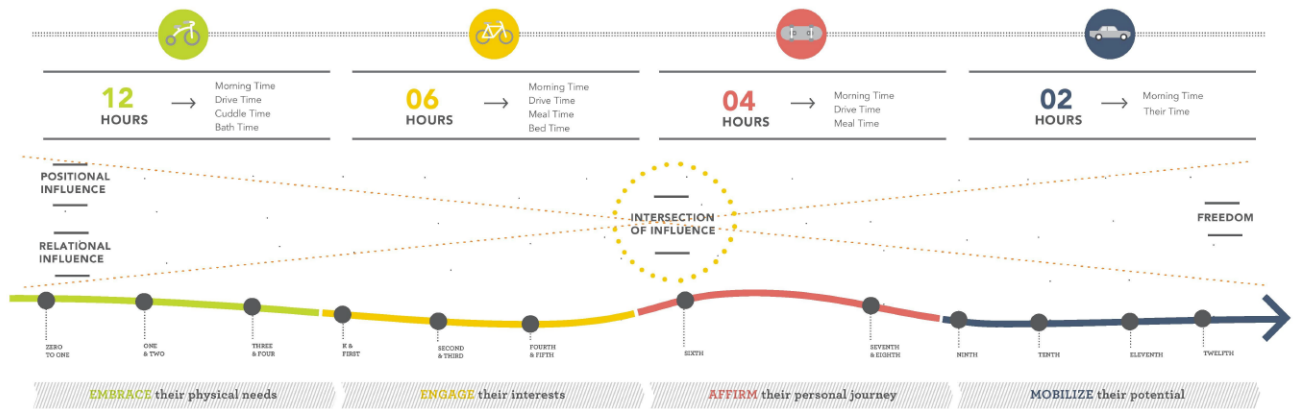 12
HOURS
Morning Time
Drive Time
Cuddle Time
Bath Time
06
HOURS
Morning Time
Drive Time
Meal Time
Bed Time
04
HOURS
Morning Time
Drive Time
Meal Time
02
HOURS
Morning Time
Their Time
POSITIONAL
INFLUENCE
RELATIONAL
INFLUENCE
INTERSECTION
OF INFLUENCE
FREEDOM
ZERO
TO ONE
ONE
& TWO
THREE
& FOUR
K &
FIRST
SECOND
& THIRD
FOURTH
& FIFTH
SIXTH
SEVENTH
& EIGHTH
NINTH
TENTH
ELEVENTH
TWELFTH
EMBRACE their physical needs
ENGAGE their interests
AFFIRM their personal journey
MOBILIZE their potential